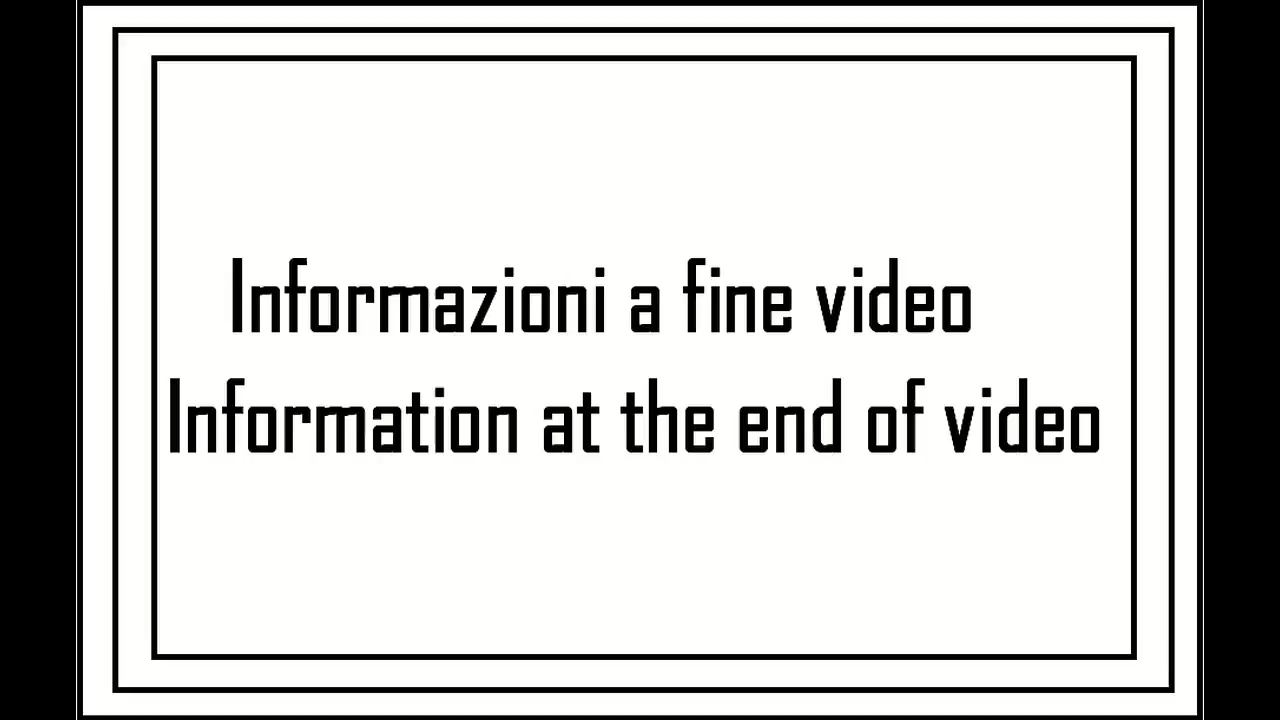 Informazioni a fine video
Information at the end of video